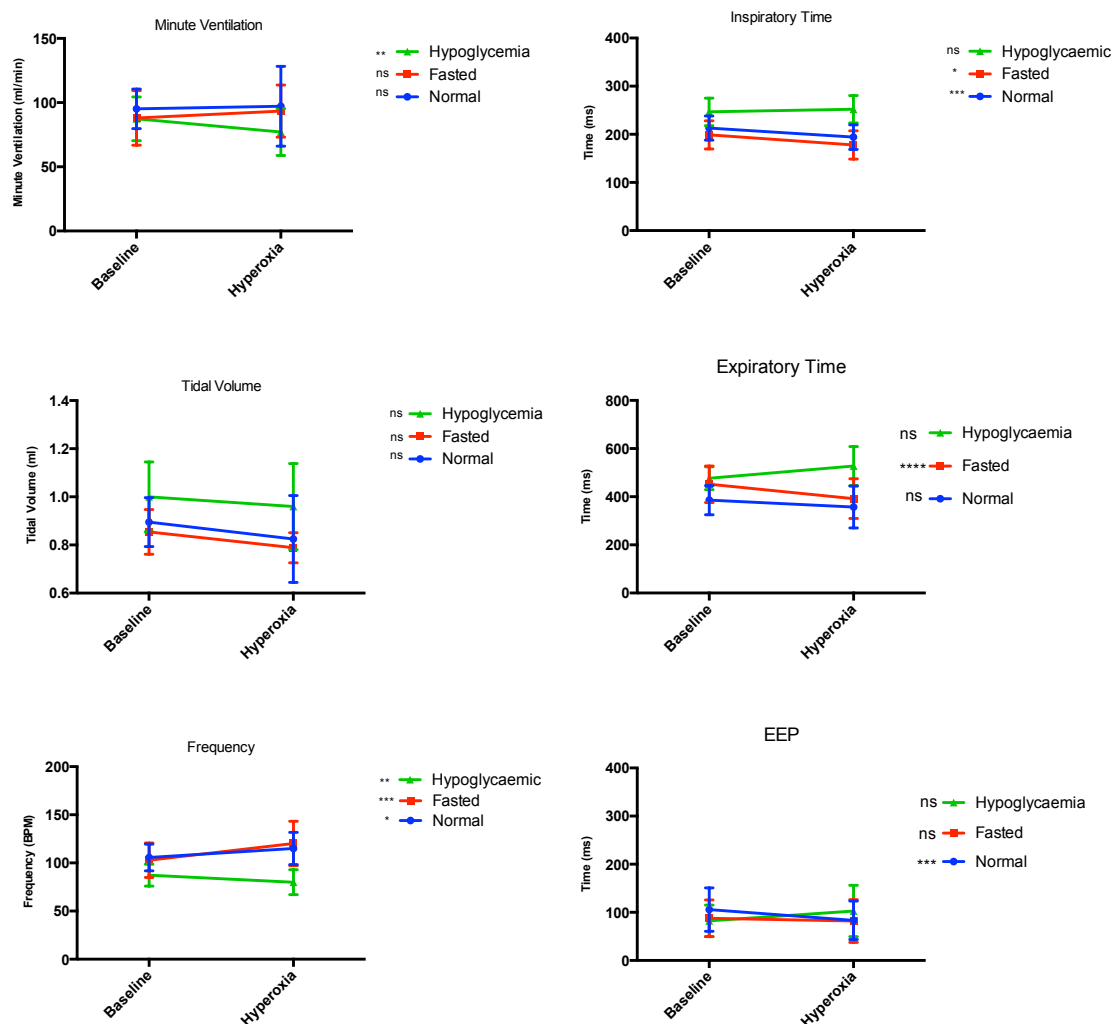 Minute Ventilation
Minute Ventilation (ml/min)
150
100
50
0
Baseline
Hyperoxia
** Hypoglycemia
ns Fasted
ns Normal
Inspiratory Time
Time (ms)
400
300
200
100
0
Baseline
Hyperoxia
ns Hypoglycaemic
* Fasted
*** Normal
Tidal Volume
Tidal Volume (ml)
1.4
1.2
1.0
0.8
0.6
Baseline
Hyperoxia
ns Hypoglycemia
ns Fasted
ns Normal
Expiratory Time
Time (ms)
800
600
400
200
0
Baseline
Hyperoxia
ns Hypoglycaemia
**** Fasted
ns Normal
Frequency
Frequency (BPM)
200
150
100
50
0
Baseline
Hyperoxia
** Hypoglycaemic
*** Fasted
* Normal
EEP
Time (ms)
400
300
200
100
0
Baseline
Hyperoxia
ns Hypoglycaemia
ns Fasted
*** Normal